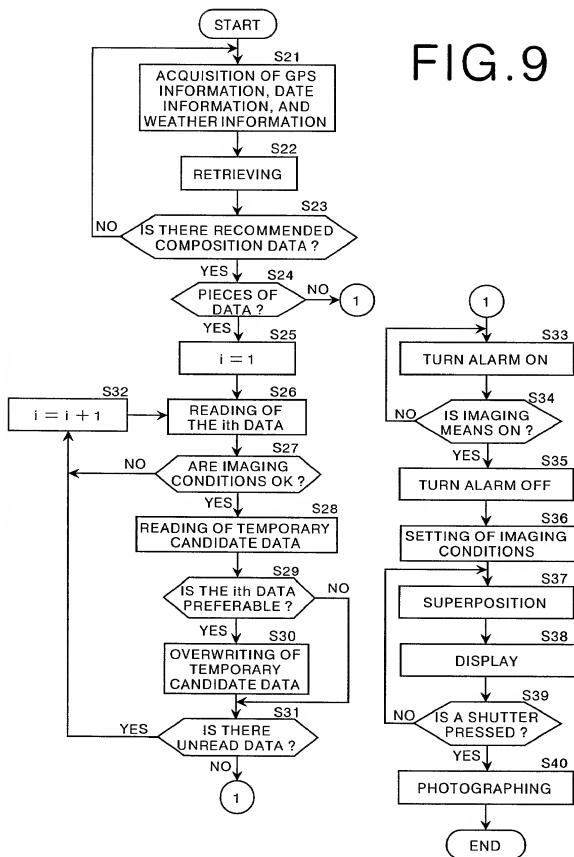 FIG.9
START
S21
ACQUISITION OF GPS
INFORMATION, DATE
INFORMATION, AND
WEATHER INFORMATION
S22
RETRIEVING
S23
NO
IS THERE RECOMMENDED
COMPOSITION DATA ?
YES
S24
PIECES OF
DATA ?
NO
1
YES
S25
i = 1
S32
i = i + 1
S26
READING OF
THE ith DATA
S27
NO
ARE IMAGING
CONDITIONS OK ?
YES
S28
READING OF TEMPORARY
CANDIDATE DATA
S29
IS THE ith DATA
PREFERABLE ?
NO
YES
S30
OVERWRITING OF
TEMPORARY
CANDIDATE DATA
S31
YES
IS THERE
UNREAD DATA ?
NO
1
1
S33
TURN ALARM ON
S34
NO
IS IMAGING
MEANS ON ?
YES
S35
TURN ALARM OFF
S36
SETTING OF IMAGING
CONDITIONS
S37
SUPERPOSITION
S38
DISPLAY
S39
NO
IS A SHUTTER
PRESSED ?
YES
S40
PHOTOGRAPHING
END